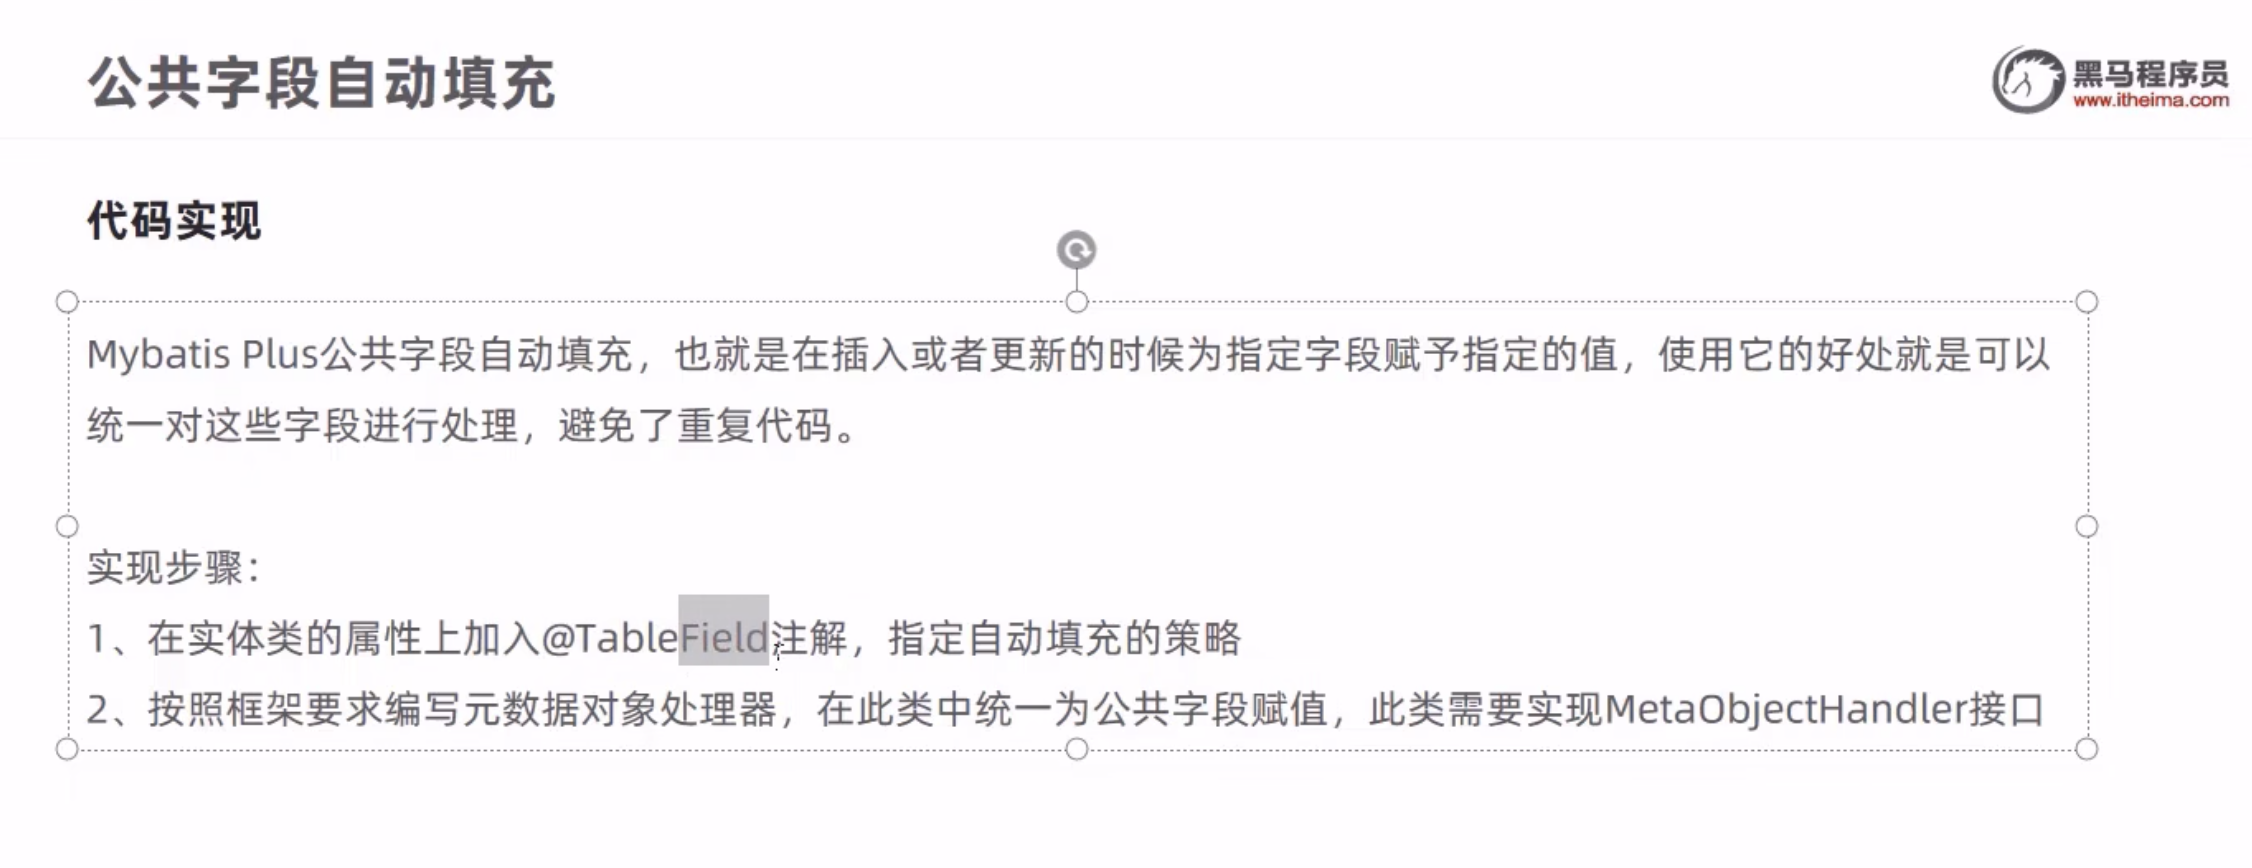 公共字段自动填充
黑马程序员
www.itheima.com
代码实现
Mybatis Plus公共字段自动填充，也就是在插入或者更新的时候为指定字段赋予指定的值，使用它的好处就是可以
统一对这些字段进行处理，避免了重复代码。
实现步骤：
1、在实体类的属性上加入@TableField注解，指定自动填充的策略
2、按照框架要求编写元数据对象处理器，在此类中统一为公共字段赋值，此类需要实现MetaObjectHandler接口